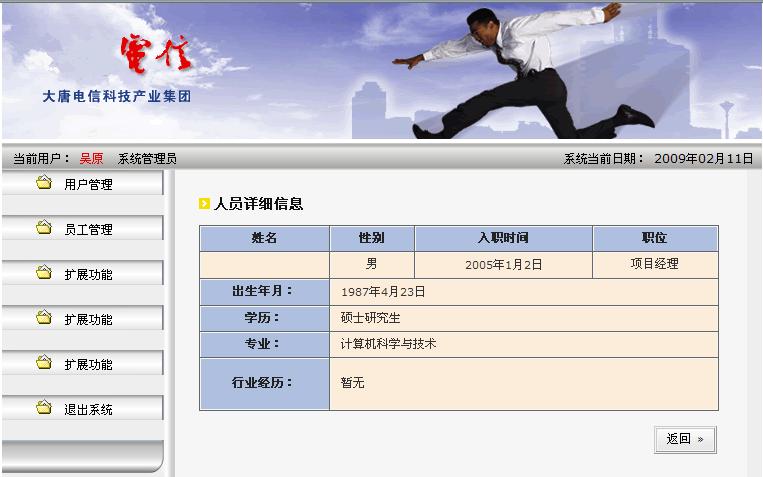 電信
大唐电信科技产业集团
当前用户： 吴原 系统管理员 系统当前日期： 2009年02月11日
用户管理
员工管理
扩展功能
扩展功能
扩展功能
退出系统
人员详细信息
姓名 性别 入职时间 职位
男 2005年1月2日 项目经理
出生年月： 1987年4月23日
学历： 硕士研究生
专业： 计算机科学与技术
行业经历： 暂无
返回 »